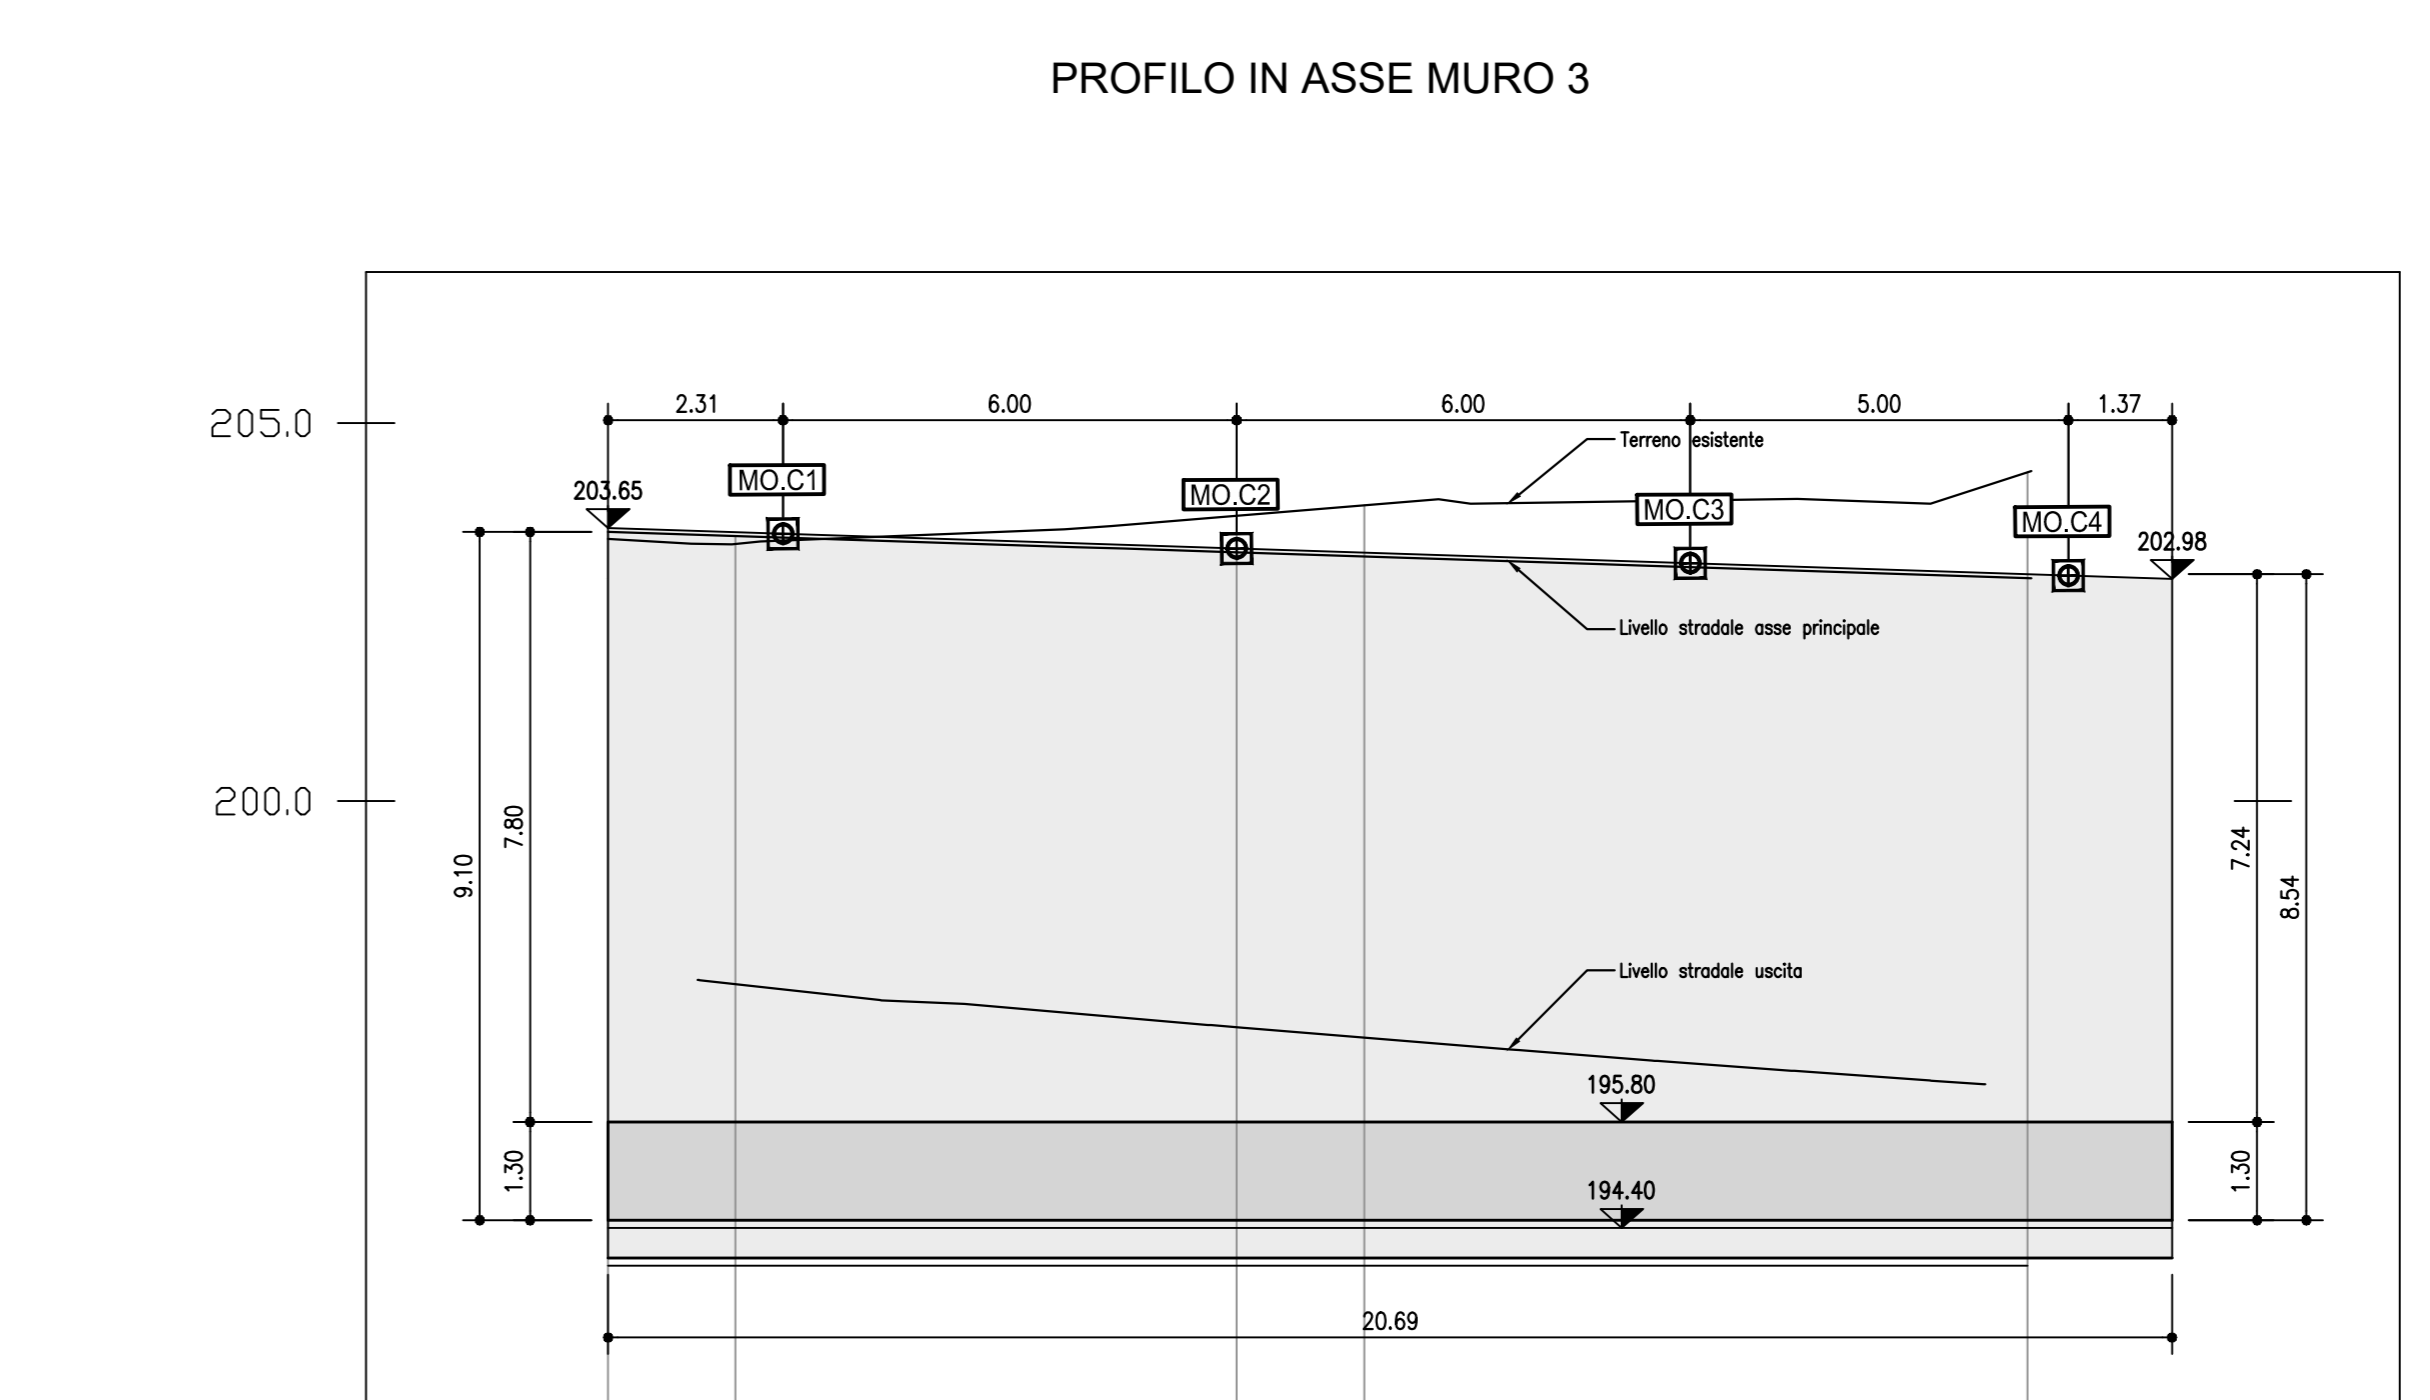 PROFILO IN ASSE MURO 3
2.31
6.00
6.00
5.00
1.37
205.0
Terreno esistente
MO.C1
203.65
MO.C2
MO.C3
MO.C4
202.98
Livello stradale asse principale
200.0
7.80
9.10
7.24
8.54
Livello stradale uscita
195.80
1.30
194.40
1.30
20.69